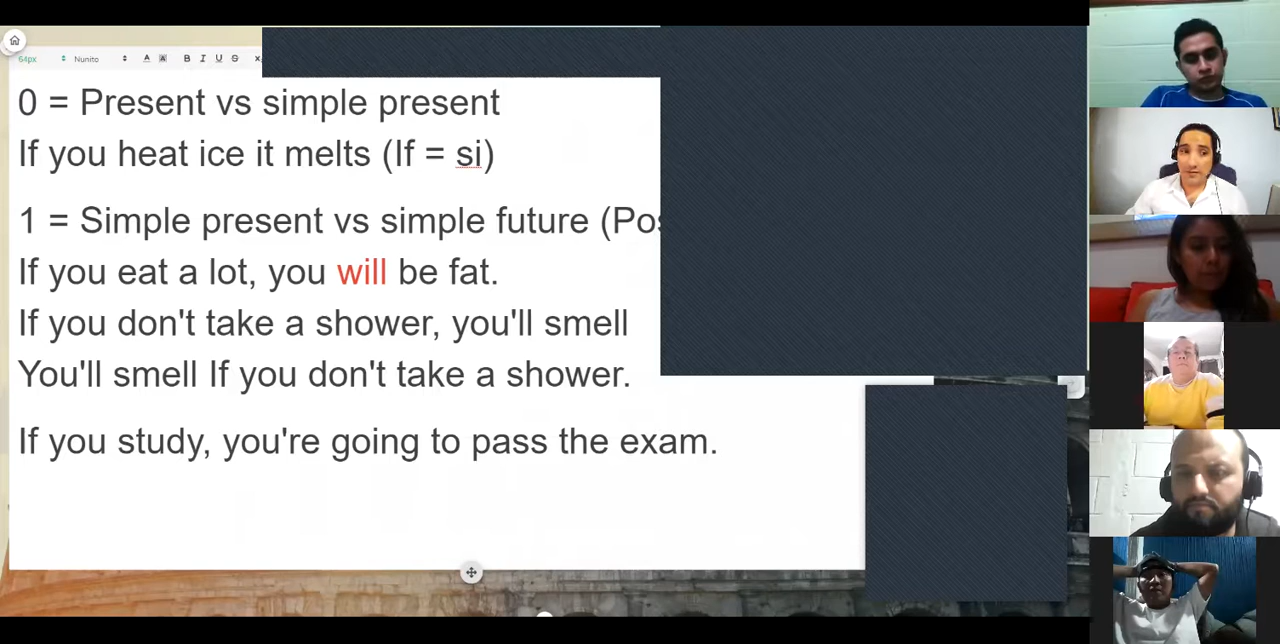 64px Nunito A A B I U S
0 = Present vs simple present
If you heat ice it melts (If = si)
1 = Simple present vs simple future
If you eat a lot, you will be fat.
If you don't take a shower, you'll smell
You'll smell If you don't take a shower.
If you study, you're going to pass the exam.